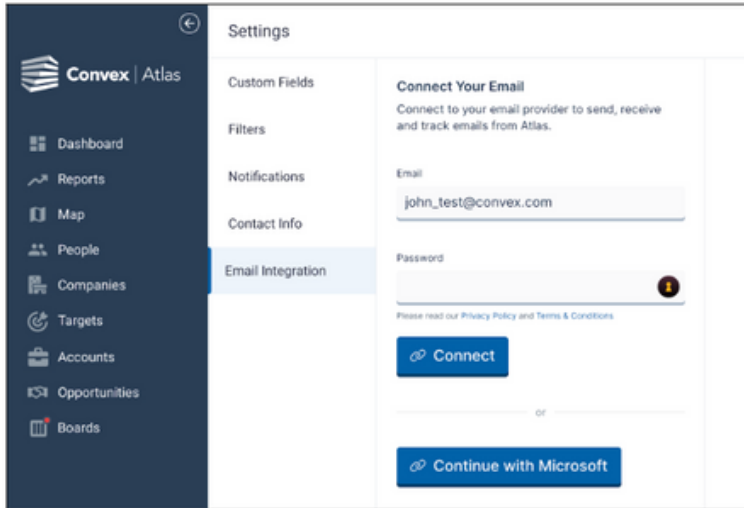 Convex | Atlas
Dashboard
Reports
Map
People
Companies
Targets
Accounts
Opportunities
Boards
Settings
Custom Fields
Filters
Notifications
Contact Info
Email Integration
Connect Your Email
Connect to your email provider to send, receive
and track emails from Atlas.
Email
john_test@convex.com
Password
Please read our Privacy Policy and Terms & Conditions
Connect
or
Continue with Microsoft